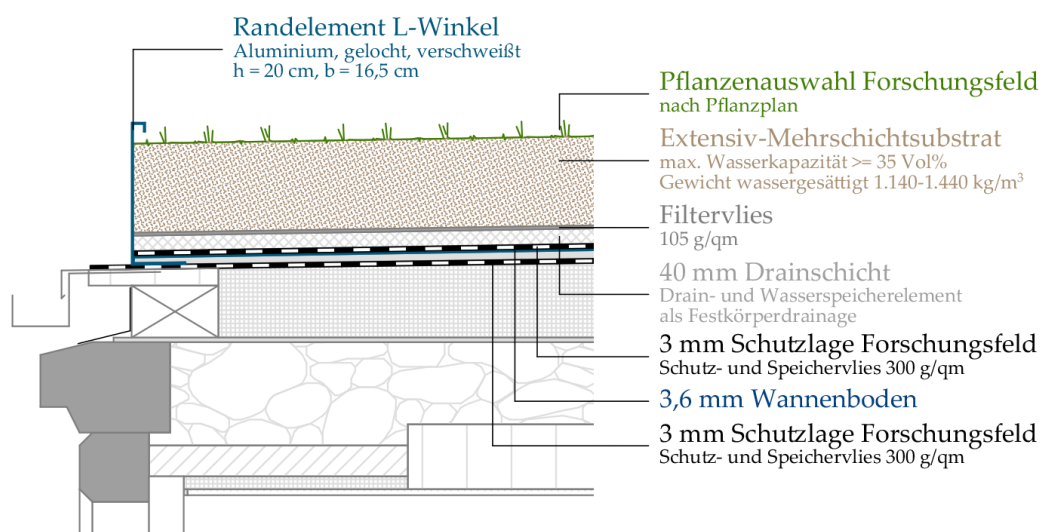 Randelement L-Winkel
Aluminium, gelocht, verschweißt
h = 20 cm, b = 16,5 cm
Pflanzenauswahl Forschungsfeld
nach Pflanzplan
Extensiv-Mehrschichtsubstrat
max. Wasserkapazität >= 35 Vol%
Gewicht wassergesättigt 1.140-1.440 kg/m³
Filtervlies
105 g/qm
40 mm Drainschicht
Drain- und Wasserspeicherelement
als Festkörperdrainage
3 mm Schutzlage Forschungsfeld
Schutz- und Speichervlies 300 g/qm
3,6 mm Wannenboden
3 mm Schutzlage Forschungsfeld
Schutz- und Speichervlies 300 g/qm